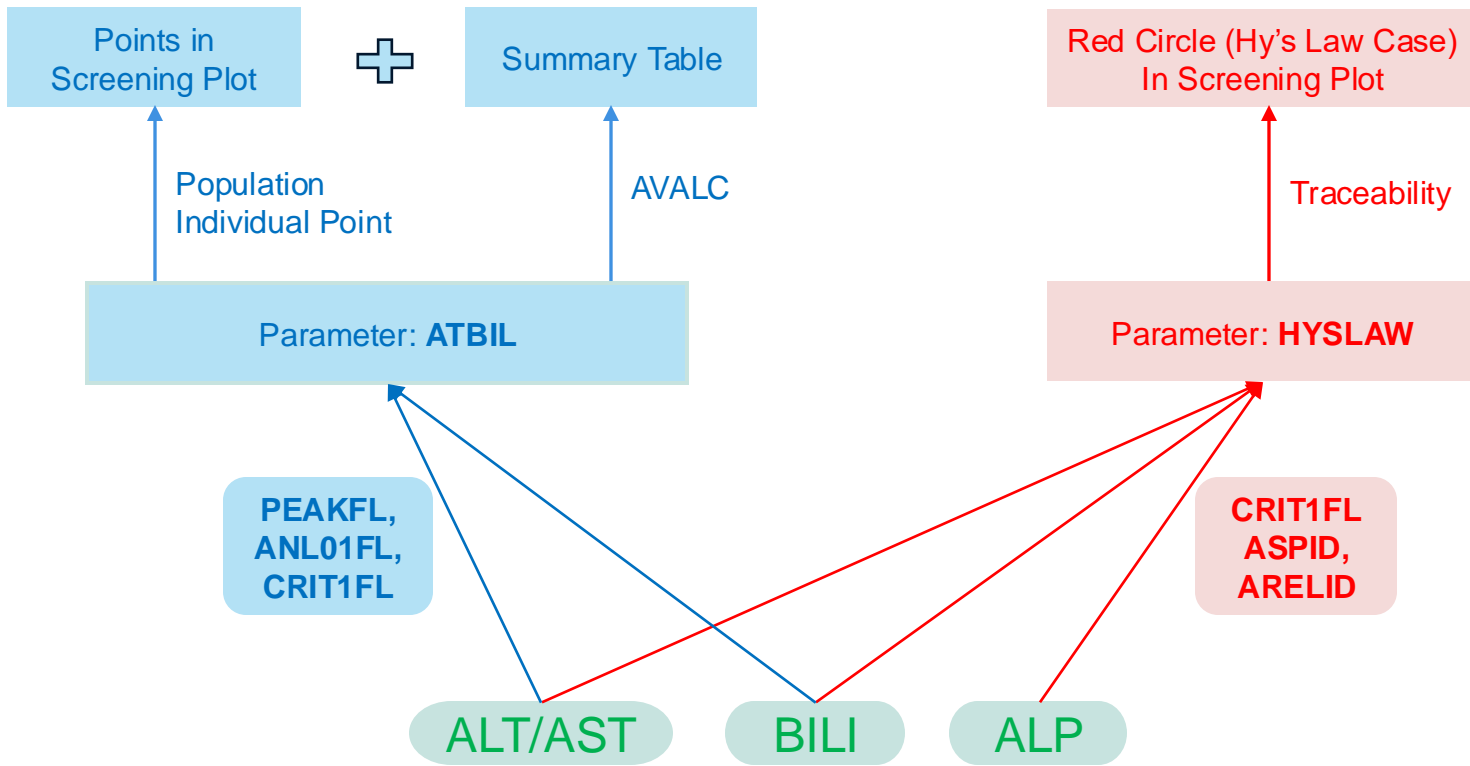 Points in
Screening Plot
Summary Table
Red Circle (Hy's Law Case)
In Screening Plot
Population
Individual Point
AVALC
Traceability
Parameter: ATBIL
Parameter: HYSLAW
PEAKFL,
ANL01FL,
CRIT1FL
CRIT1FL
ASPID,
ARELID
ALT/AST
BILI
ALP